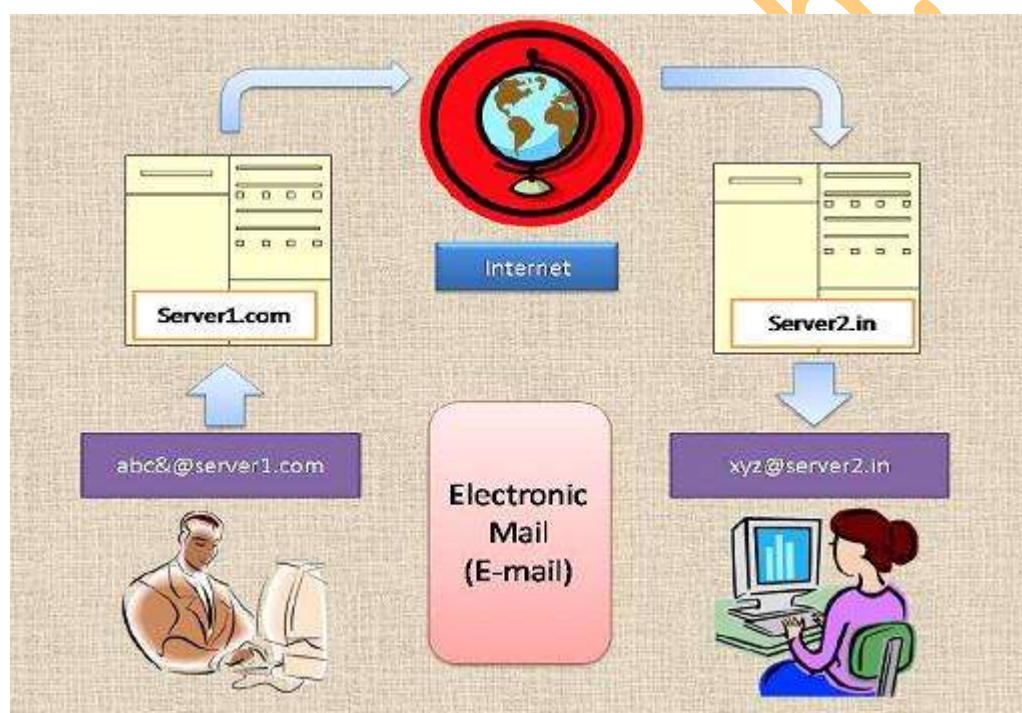 Internet
Server1.com
Server2.in
abc&@server1.com
xyz@server2.in
Electronic
Mail
(E-mail)